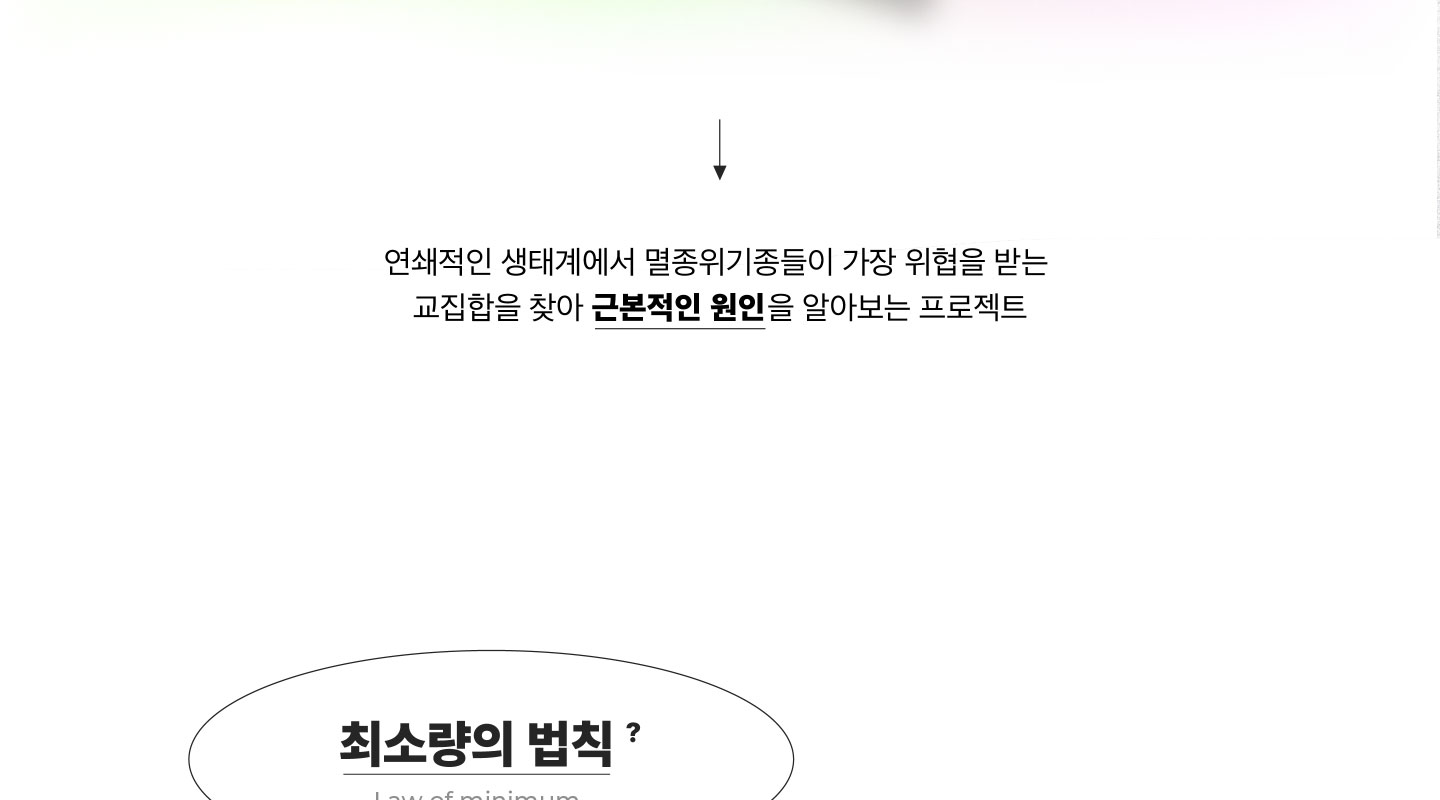 연쇄적인 생태계에서 멸종위기종들이 가장 위협을 받는
교집합을 찾아 근본적인 원인을 알아보는 프로젝트
최소량의 법칙 ?
Law of minimum